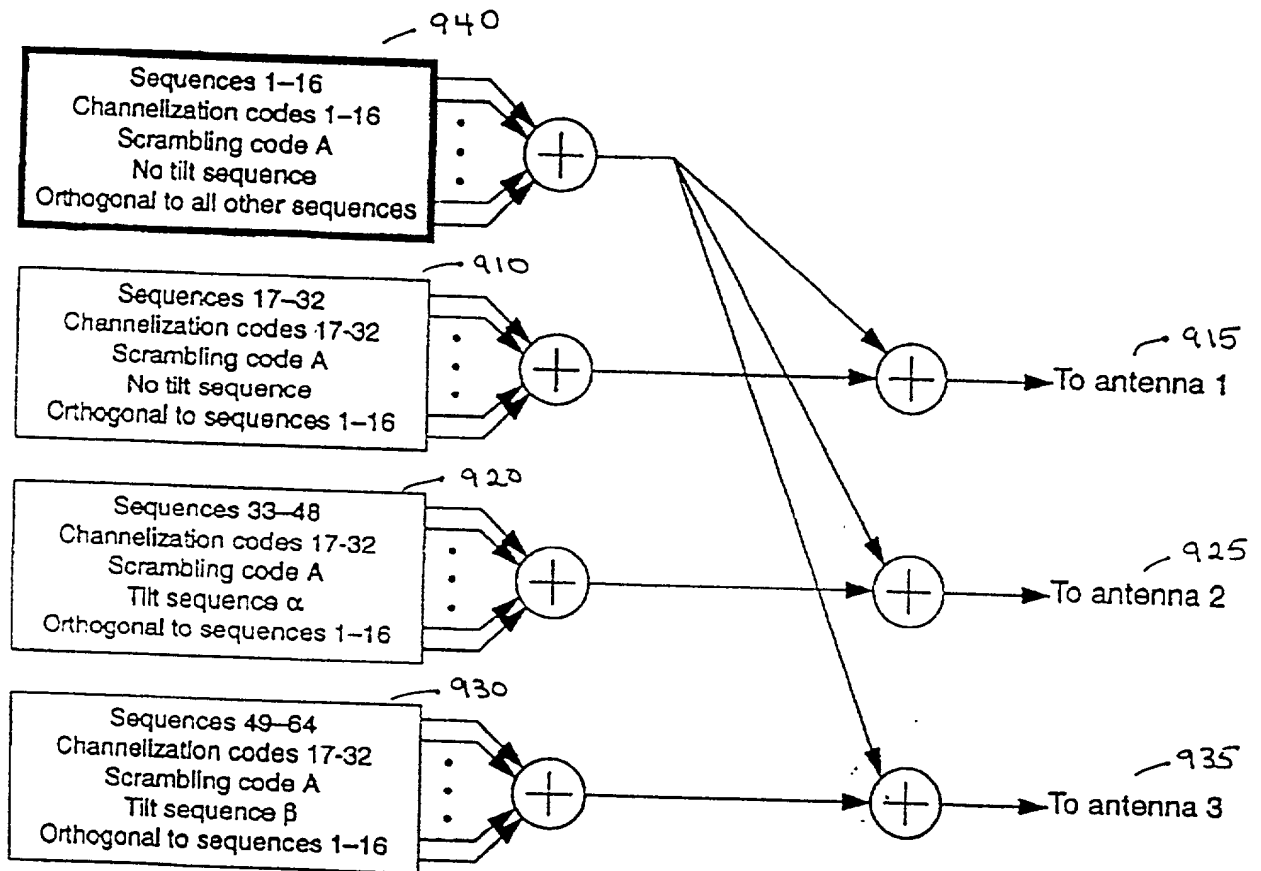 940
Sequences 1–16
Channelization codes 1–16
Scrambling code A
No tilt sequence
Orthogonal to all other sequences
910
Sequences 17–32
Channelization codes 17-32
Scrambling code A
No tilt sequence
Orthogonal to sequences 1–16
915
To antenna 1
920
Sequences 33–48
Channelization codes 17-32
Scrambling code A
Tilt sequence α
Orthogonal to sequences 1–16
925
To antenna 2
930
Sequences 49–64
Channelization codes 17-32
Scrambling code A
Tilt sequence β
Orthogonal to sequences 1–16
935
To antenna 3